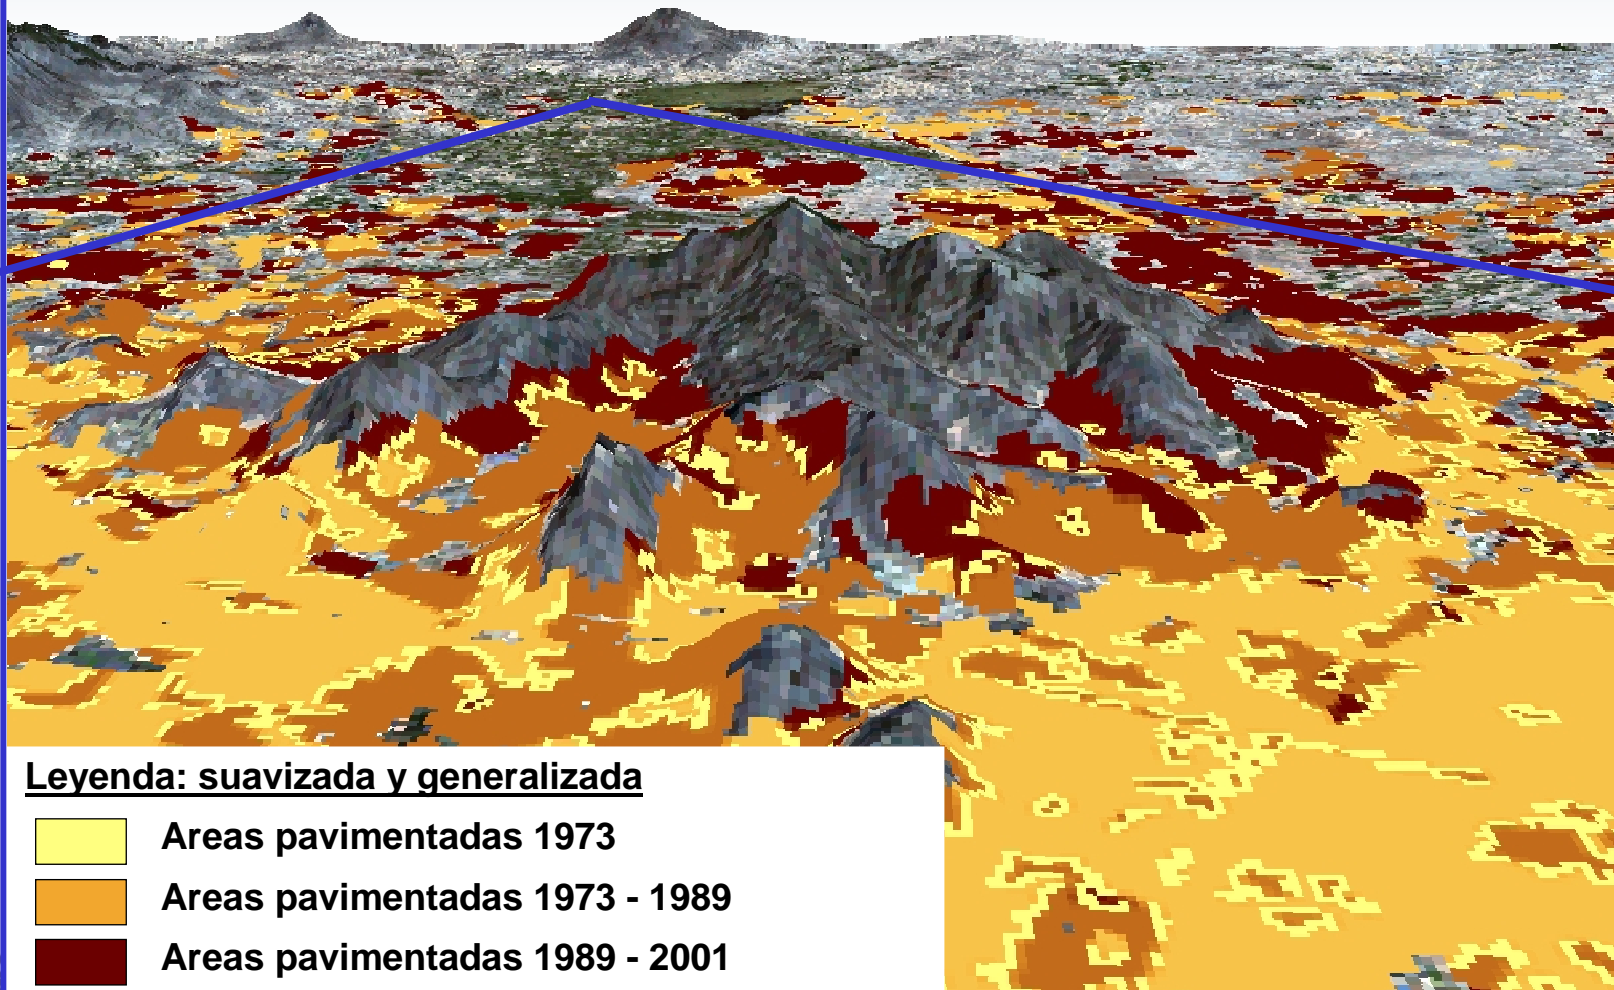 Leyenda: suavizada y generalizada
Areas pavimentadas 1973
Areas pavimentadas 1973 - 1989
Areas pavimentadas 1989 - 2001